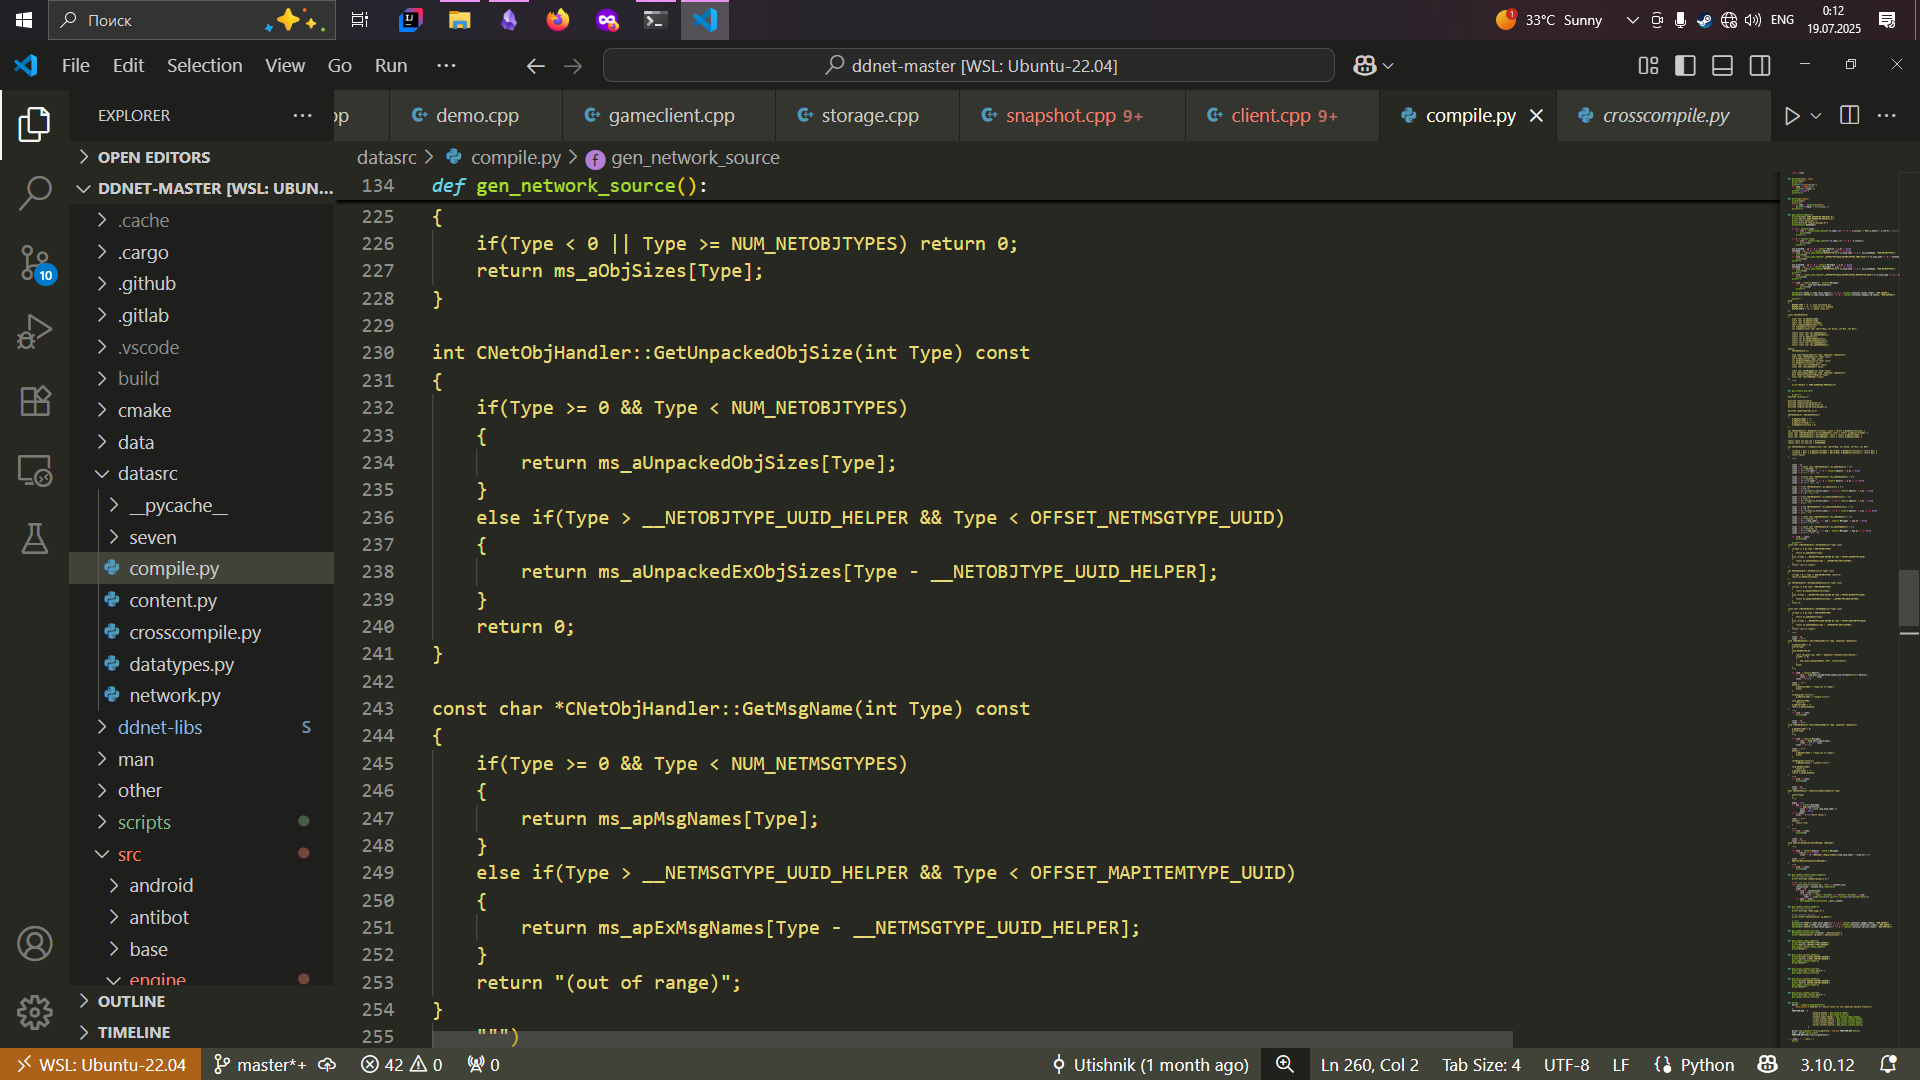 Поиск
33°C Sunny
ENG
0:12
19.07.2025
File Edit Selection View Go Run ...
ddnet-master [WSL: Ubuntu-22.04]
EXPLORER
pp
demo.cpp
gameclient.cpp
storage.cpp
snapshot.cpp 9+
client.cpp 9+
compile.py
crosscompile.py
OPEN EDITORS
DDNET-MASTER [WSL: UBUN...
.cache
.cargo
.github
.gitlab
.vscode
build
cmake
data
datasrc
__pycache__
seven
compile.py
content.py
crosscompile.py
datatypes.py
network.py
ddnet-libs S
man
other
scripts
src
android
antibot
base
engine
OUTLINE
TIMELINE
10
datasrc > compile.py > gen_network_source
134 def gen_network_source():
225 {
226 if(Type < 0 || Type >= NUM_NETOBJTYPES) return 0;
227 return ms_aObjSizes[Type];
228 }
229
230 int CNetObjHandler::GetUnpackedObjSize(int Type) const
231 {
232 if(Type >= 0 && Type < NUM_NETOBJTYPES)
233 {
234 return ms_aUnpackedObjSizes[Type];
235 }
236 else if(Type > __NETOBJTYPE_UUID_HELPER && Type < OFFSET_NETMSGTYPE_UUID)
237 {
238 return ms_aUnpackedExObjSizes[Type - __NETOBJTYPE_UUID_HELPER];
239 }
240 return 0;
241 }
242
243 const char *CNetObjHandler::GetMsgName(int Type) const
244 {
245 if(Type >= 0 && Type < NUM_NETMSGTYPES)
246 {
247 return ms_apMsgNames[Type];
248 }
249 else if(Type > __NETMSGTYPE_UUID_HELPER && Type < OFFSET_MAPITEMTYPE_UUID)
250 {
251 return ms_apExMsgNames[Type - __NETMSGTYPE_UUID_HELPER];
252 }
253 return "(out of range)";
254 }
255 """)
WSL: Ubuntu-22.04 master*+ 42 0 0 Utishnik (1 month ago) Ln 260, Col 2 Tab Size: 4 UTF-8 LF Python 3.10.12